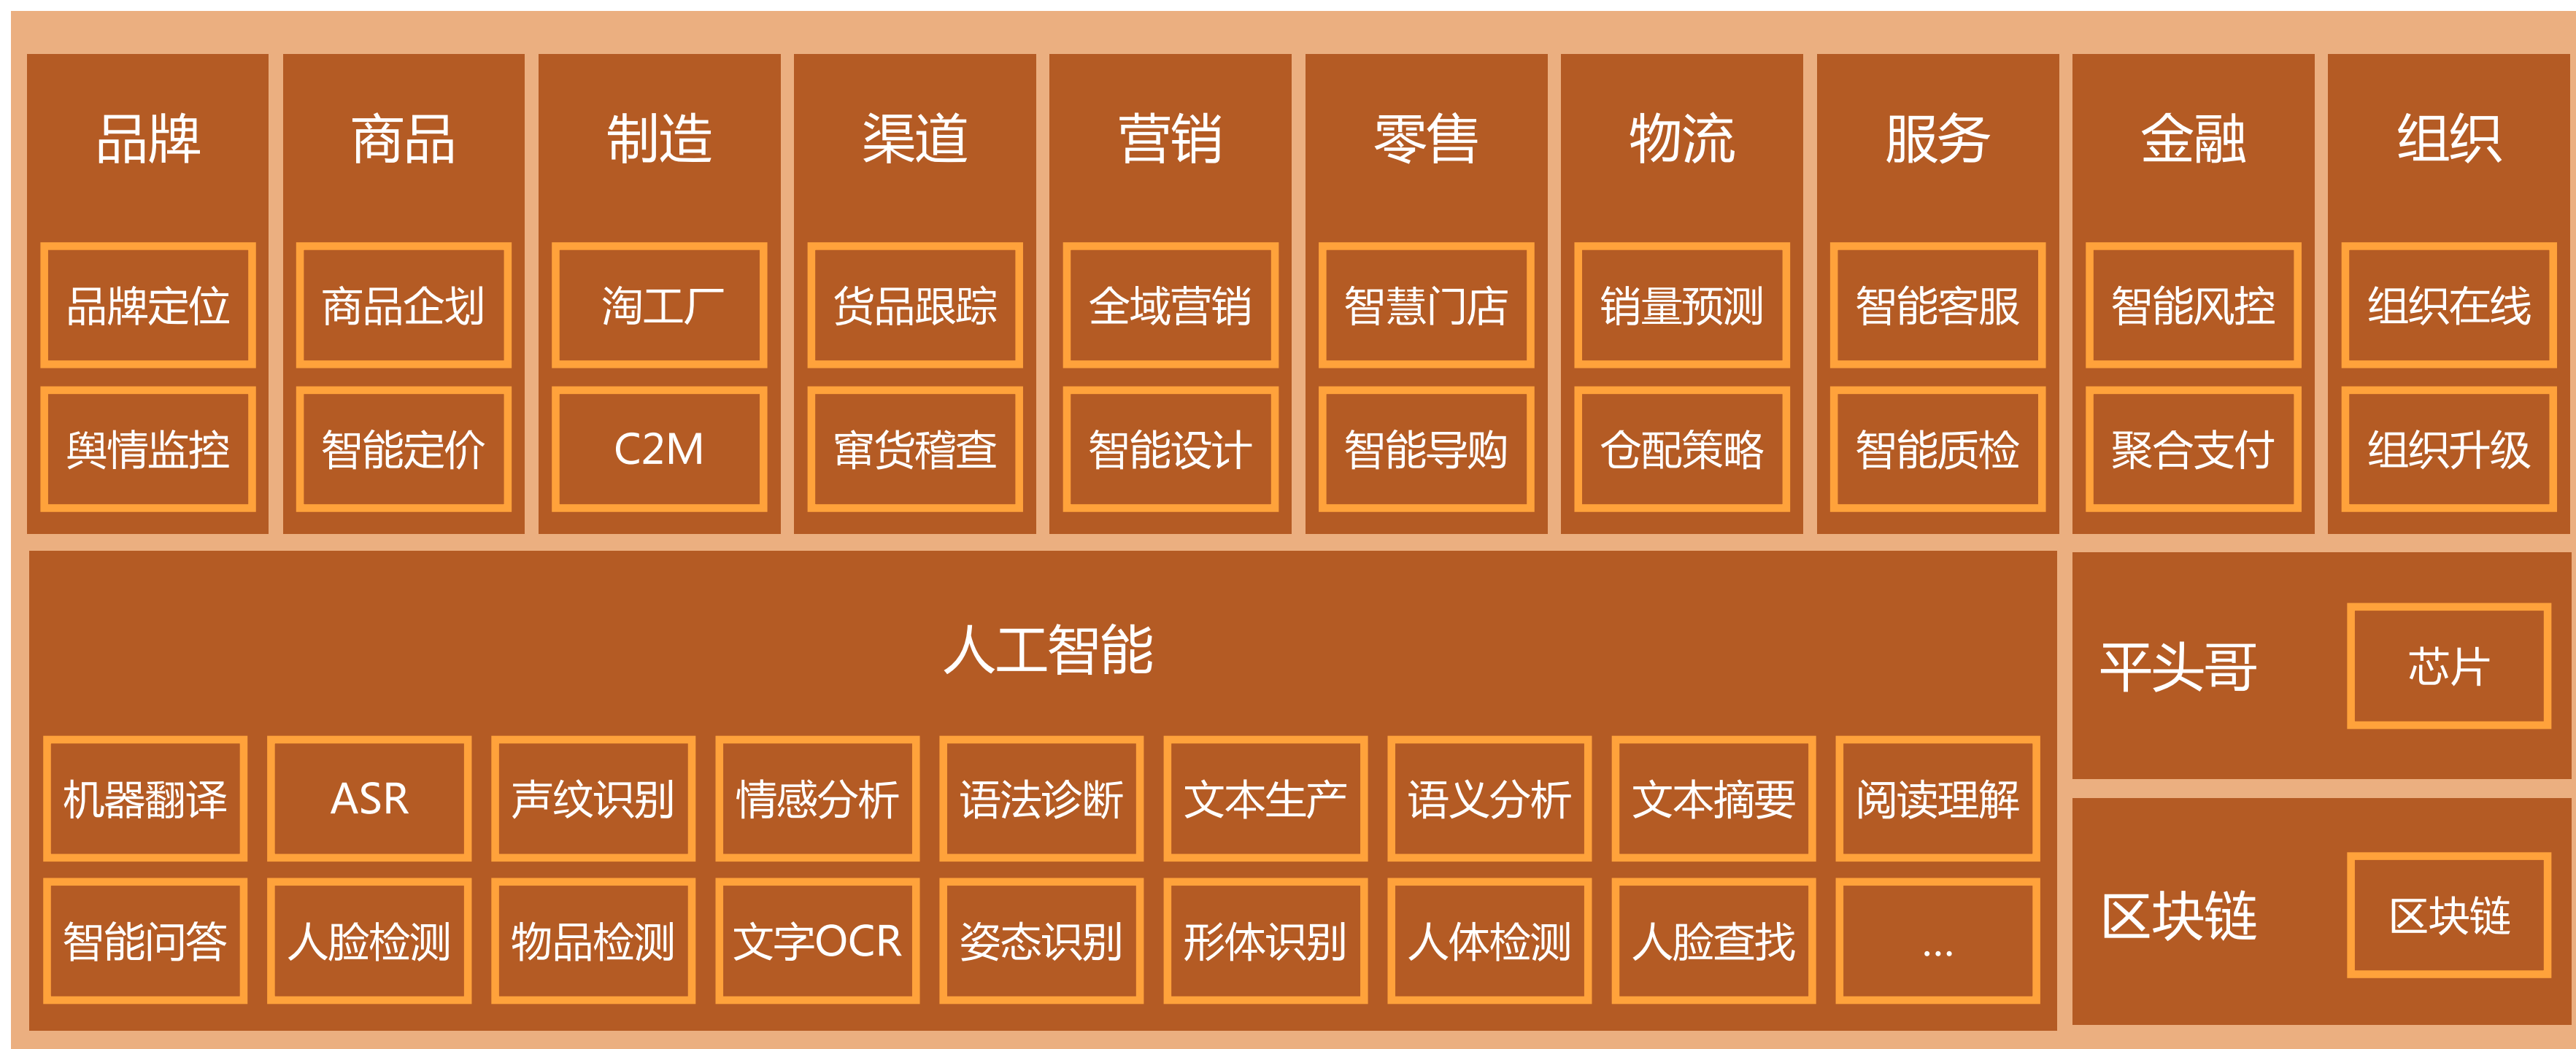 品牌
商品
制造
渠道
营销
零售
物流
服务
金融
组织
品牌定位
商品企划
淘工厂
货品跟踪
全域营销
智慧门店
销量预测
智能客服
智能风控
组织在线
舆情监控
智能定价
C2M
窜货稽查
智能设计
智能导购
仓配策略
智能质检
聚合支付
组织升级
人工智能
机器翻译
ASR
声纹识别
情感分析
语法诊断
文本生产
语义分析
文本摘要
阅读理解
智能问答
人脸检测
物品检测
文字OCR
姿态识别
形体识别
人体检测
人脸查找
...
平头哥
芯片
区块链
区块链